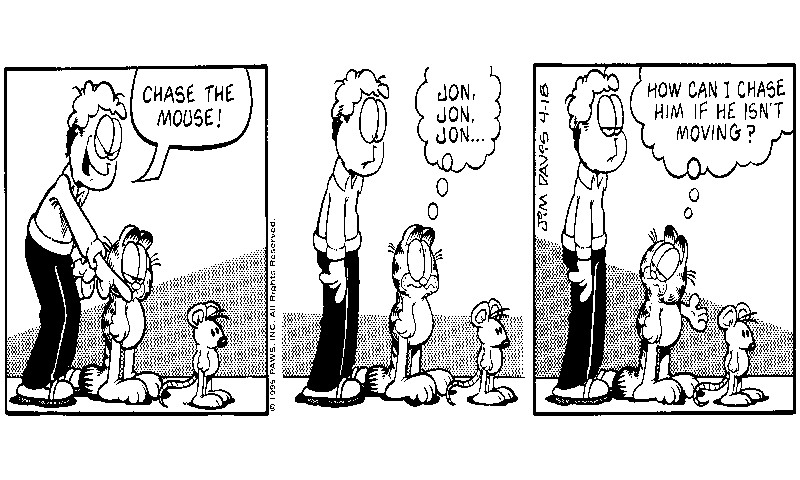 CHASE THE
MOUSE!
© 1995 PAWS, INC. All Rights Reserved.
JON,
JON,
JON...
JIM DAVIS 4-18
HOW CAN I CHASE
HIM IF HE ISN'T
MOVING?